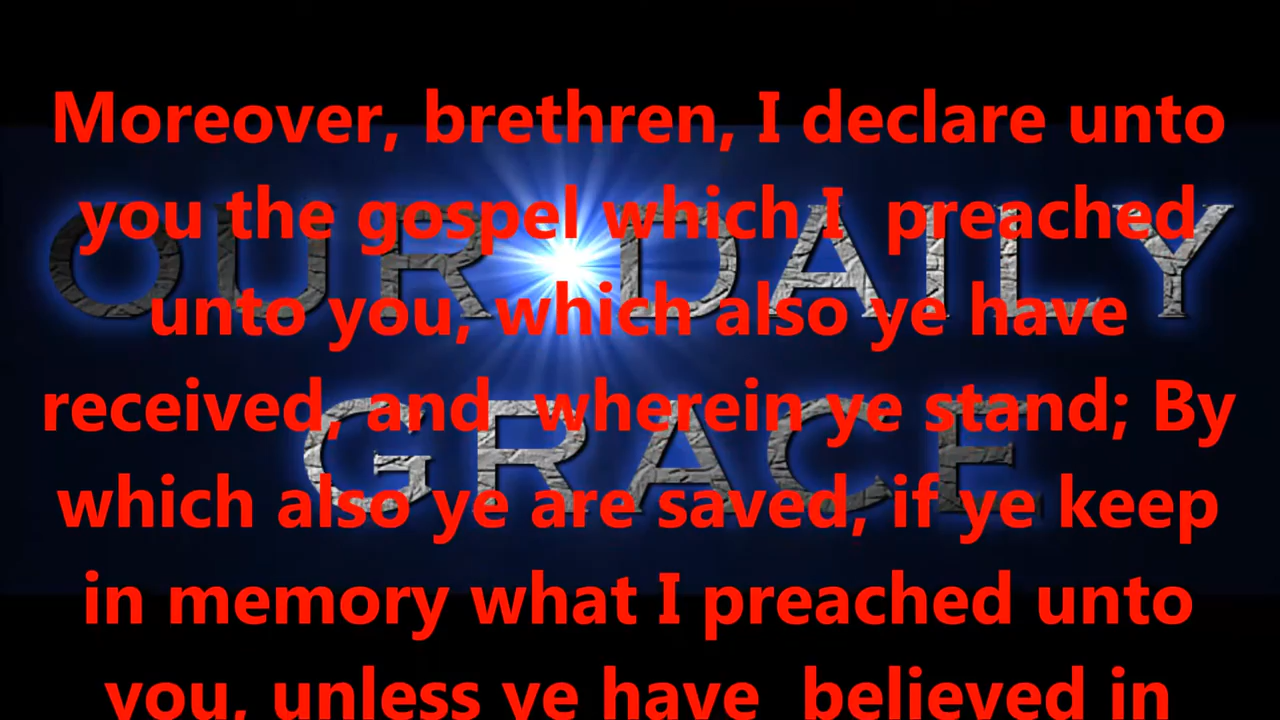 Moreover, brethren, I declare unto
you the gospel which I  preached
OUR DAILY
unto you, which also ye have
received, and  wherein ye stand; By
GRACE
which also ye are saved, if ye keep
in memory what I preached unto
you, unless ye have  believed in